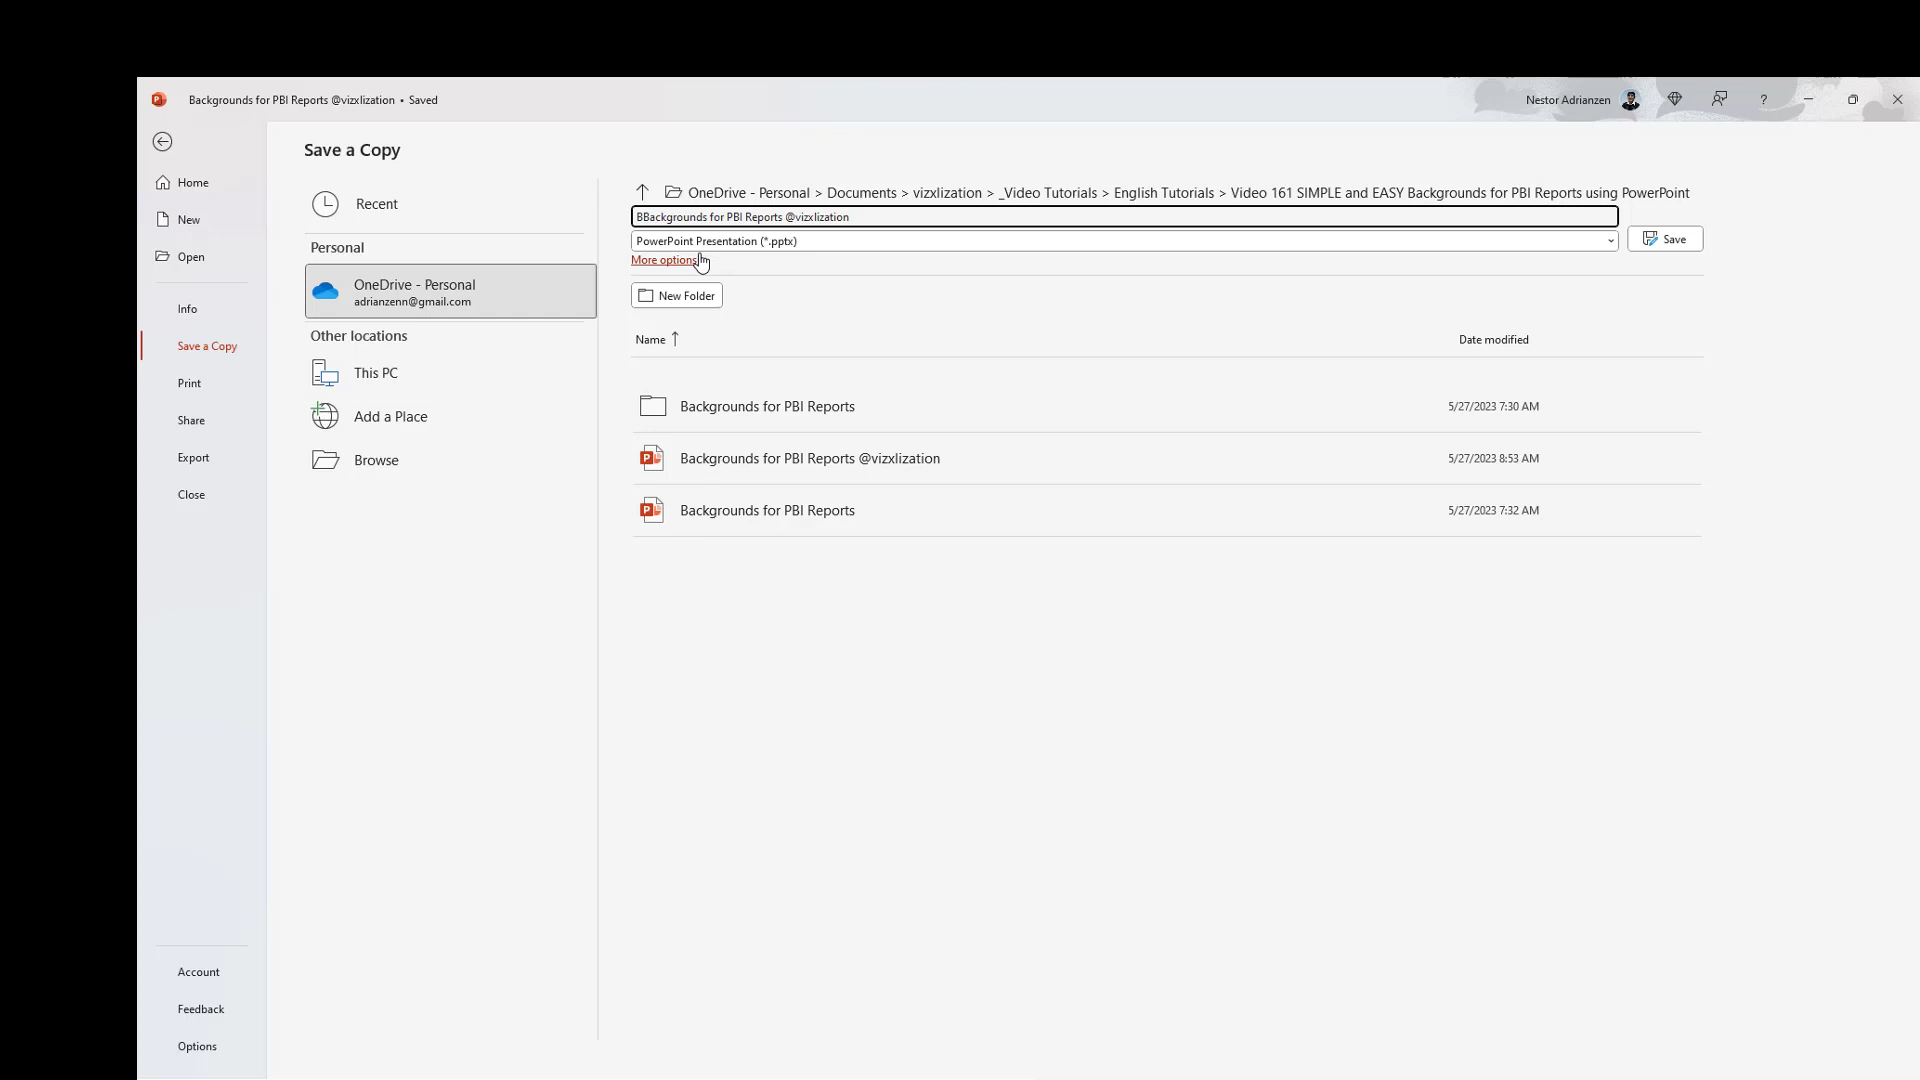 Backgrounds for PBI Reports @vizxlization • Saved
Nestor Adrianzen
?
Save a Copy
Home
New
Open
Info
Save a Copy
Print
Share
Export
Close
Account
Feedback
Options
Recent
Personal
OneDrive - Personal
adrianzenn@gmail.com
Other locations
This PC
Add a Place
Browse
OneDrive - Personal > Documents > vizxlization > _Video Tutorials > English Tutorials > Video 161 SIMPLE and EASY Backgrounds for PBI Reports using PowerPoint
BBackgrounds for PBI Reports @vizxlization
PowerPoint Presentation (*.pptx)
Save
More options
New Folder
Name Date modified
Backgrounds for PBI Reports 5/27/2023 7:30 AM
Backgrounds for PBI Reports @vizxlization 5/27/2023 8:53 AM
Backgrounds for PBI Reports 5/27/2023 7:32 AM